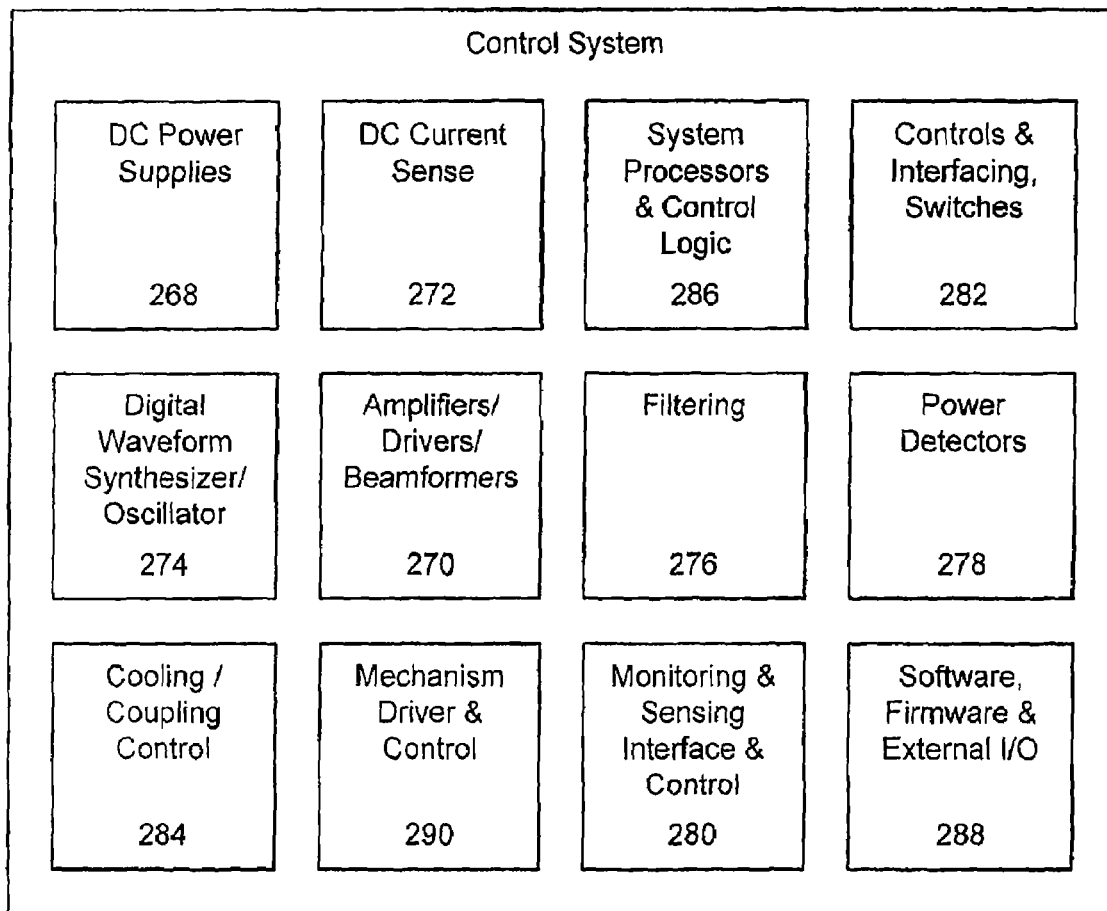 Control System
DC Power
Supplies
268
DC Current
Sense
272
System
Processors
& Control
Logic
286
Controls &
Interfacing,
Switches
282
Digital
Waveform
Synthesizer/
Oscillator
274
Amplifiers/
Drivers/
Beamformers
270
Filtering
276
Power
Detectors
278
Cooling /
Coupling
Control
284
Mechanism
Driver &
Control
290
Monitoring &
Sensing
Interface &
Control
280
Software,
Firmware &
External I/O
288